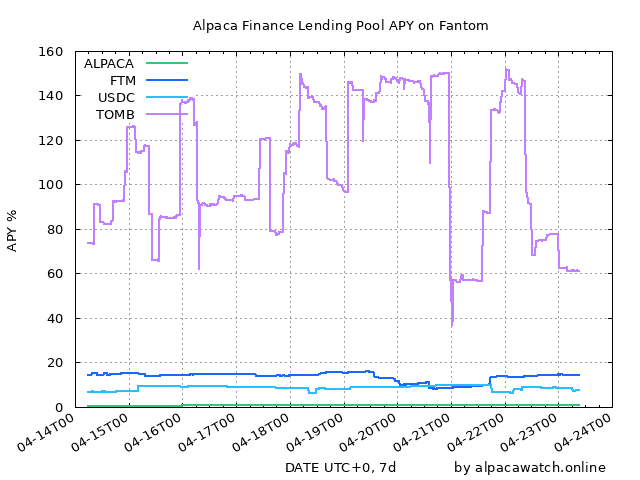 Alpaca Finance Lending Pool APY on Fantom
160
140
120
100
80
60
40
20
0
APY %
ALPACA
FTM
USDC
TOMB
04-14T00
04-15T00
04-16T00
04-17T00
04-18T00
04-19T00
04-20T00
04-21T00
04-22T00
04-23T00
04-24T00
DATE UTC+0, 7d
by alpacawatch.online